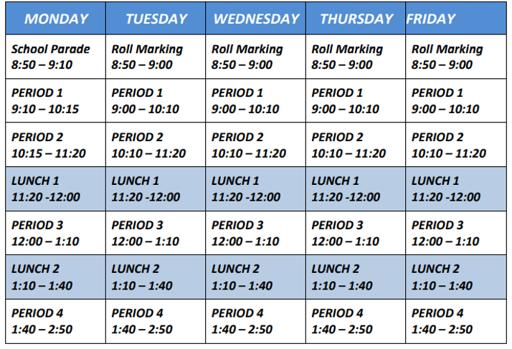 MONDAY TUESDAY WEDNESDAY THURSDAY FRIDAY
School Parade Roll Marking Roll Marking Roll Marking Roll Marking
8:50 – 9:10 8:50 – 9:00 8:50 – 9:00 8:50 – 9:00 8:50 – 9:00
PERIOD 1 PERIOD 1 PERIOD 1 PERIOD 1 PERIOD 1
9:10 – 10:15 9:00 – 10:10 9:00 – 10:10 9:00 – 10:10 9:00 – 10:10
PERIOD 2 PERIOD 2 PERIOD 2 PERIOD 2 PERIOD 2
10:15 – 11:20 10:10 – 11:20 10:10 – 11:20 10:10 – 11:20 10:10 – 11:20
LUNCH 1 LUNCH 1 LUNCH 1 LUNCH 1 LUNCH 1
11:20 -12:00 11:20 -12:00 11:20 -12:00 11:20 -12:00 11:20 -12:00
PERIOD 3 PERIOD 3 PERIOD 3 PERIOD 3 PERIOD 3
12:00 – 1:10 12:00 – 1:10 12:00 – 1:10 12:00 – 1:10 12:00 – 1:10
LUNCH 2 LUNCH 2 LUNCH 2 LUNCH 2 LUNCH 2
1:10 – 1:40 1:10 – 1:40 1:10 – 1:40 1:10 – 1:40 1:10 – 1:40
PERIOD 4 PERIOD 4 PERIOD 4 PERIOD 4 PERIOD 4
1:40 – 2:50 1:40 – 2:50 1:40 – 2:50 1:40 – 2:50 1:40 – 2:50